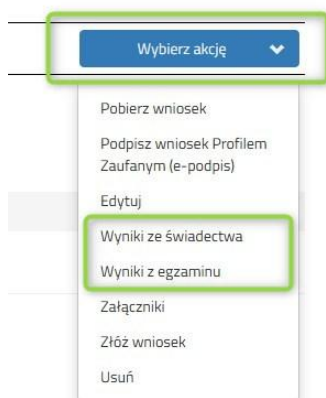 Wybierz akcję
Pobierz wniosek
Podpisz wniosek Profilem
Zaufanym (e-podpis)
Edytuj
Wyniki ze świadectwa
Wyniki z egzaminu
Załączniki
Złóż wniosek
Usuń